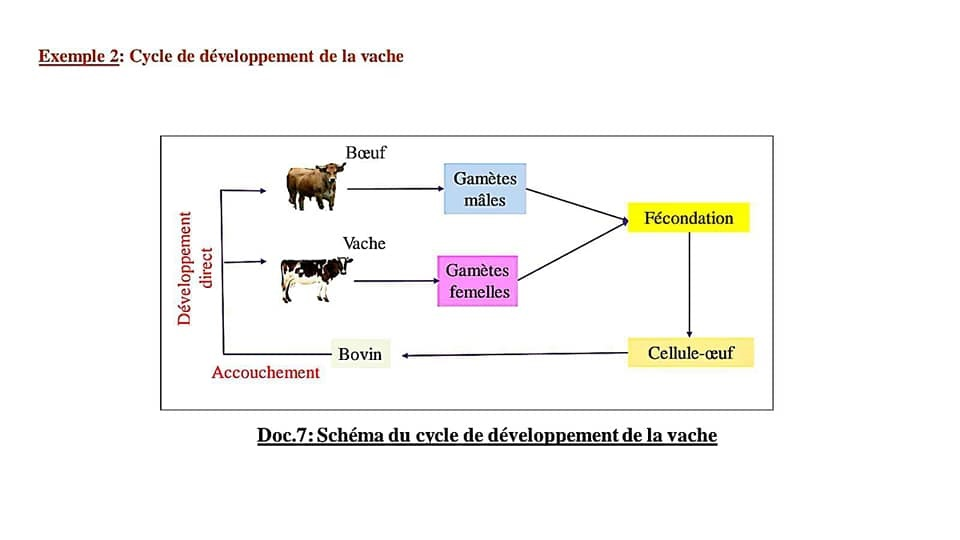 Exemple 2: Cycle de développement de la vache
Bœuf
Gamètes
mâles
Fécondation
Vache
Gamètes
femelles
Développement
direct
Bovin
Cellule-œuf
Accouchement
Doc.7: Schéma du cycle de développement de la vache